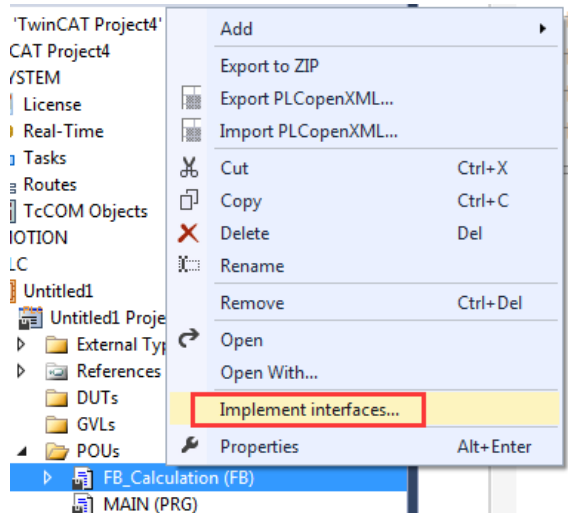 'TwinCAT Project4'
CAT Project4
YSTEM
License
Real-Time
Tasks
Routes
TcCOM Objects
IOTION
LC
Untitled1
Untitled1 Proje
External Typ
References
DUTs
GVLs
POUs
FB_Calculation (FB)
MAIN (PRG)
Add
Export to ZIP
Export PLCopenXML...
Import PLCopenXML...
Cut Ctrl+X
Copy Ctrl+C
Delete Del
Rename
Remove Ctrl+Del
Open
Open With...
Implement interfaces...
Properties Alt+Enter